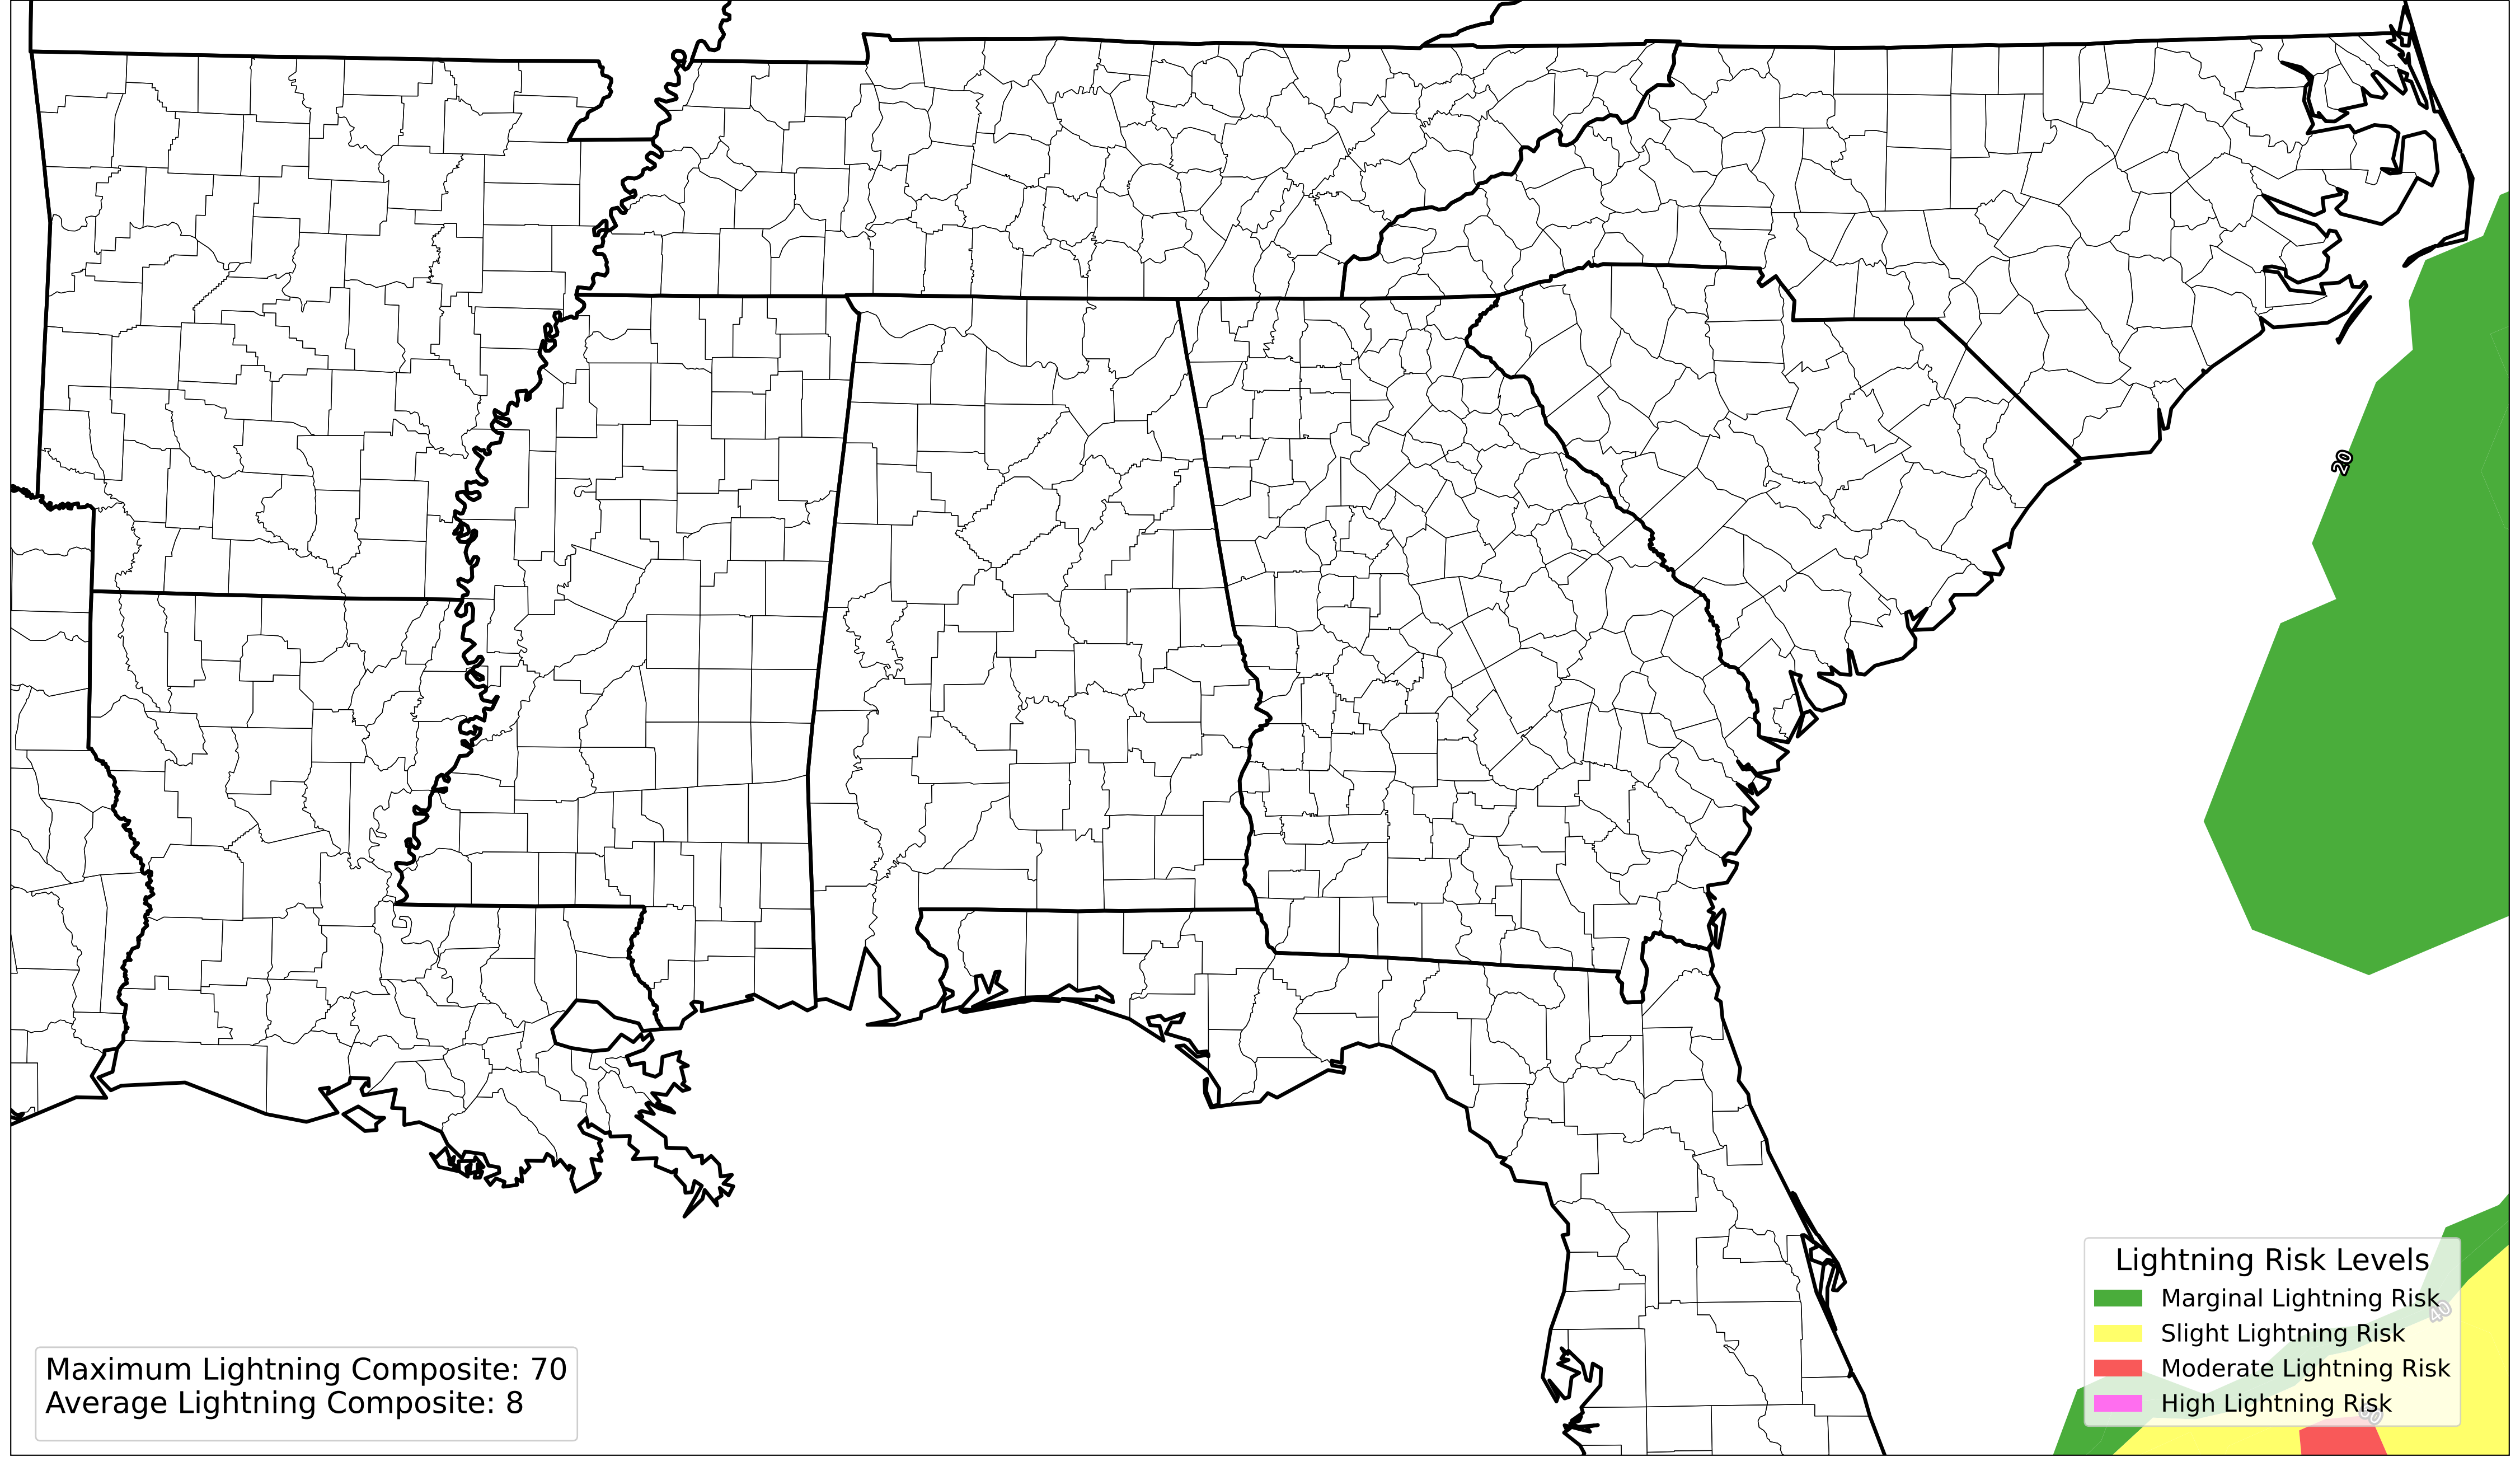 20
Lightning Risk Levels
Marginal Lightning Risk
40
Slight Lightning Risk
Moderate Lightning Risk
High Lightning Risk
Maximum Lightning Composite: 70
Average Lightning Composite: 8